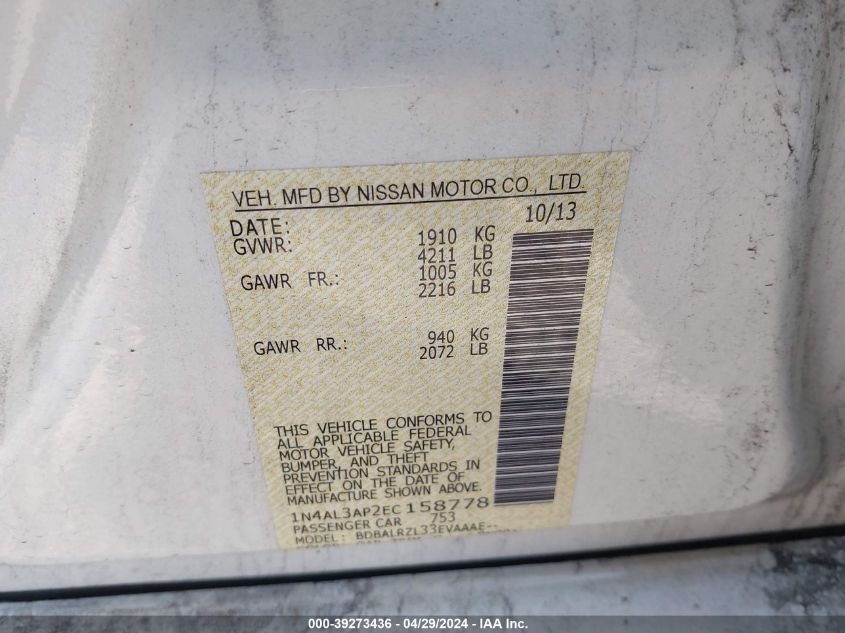 VEH. MFD BY NISSAN MOTOR CO., LTD.
DATE: 10/13
GVWR: 1910 KG
4211 LB
GAWR FR.: 1005 KG
2216 LB
GAWR RR.: 940 KG
2072 LB
THIS VEHICLE CONFORMS TO
ALL APPLICABLE FEDERAL
MOTOR VEHICLE SAFETY,
BUMPER, AND THEFT
PREVENTION STANDARDS IN
EFFECT ON THE DATE OF
MANUFACTURE SHOWN ABOVE.
1N4AL3AP2EC158778
PASSENGER CAR 753
MODEL: BDBALRZL33EVAAAE--
000-39273436 - 04/29/2024 - IAA Inc.